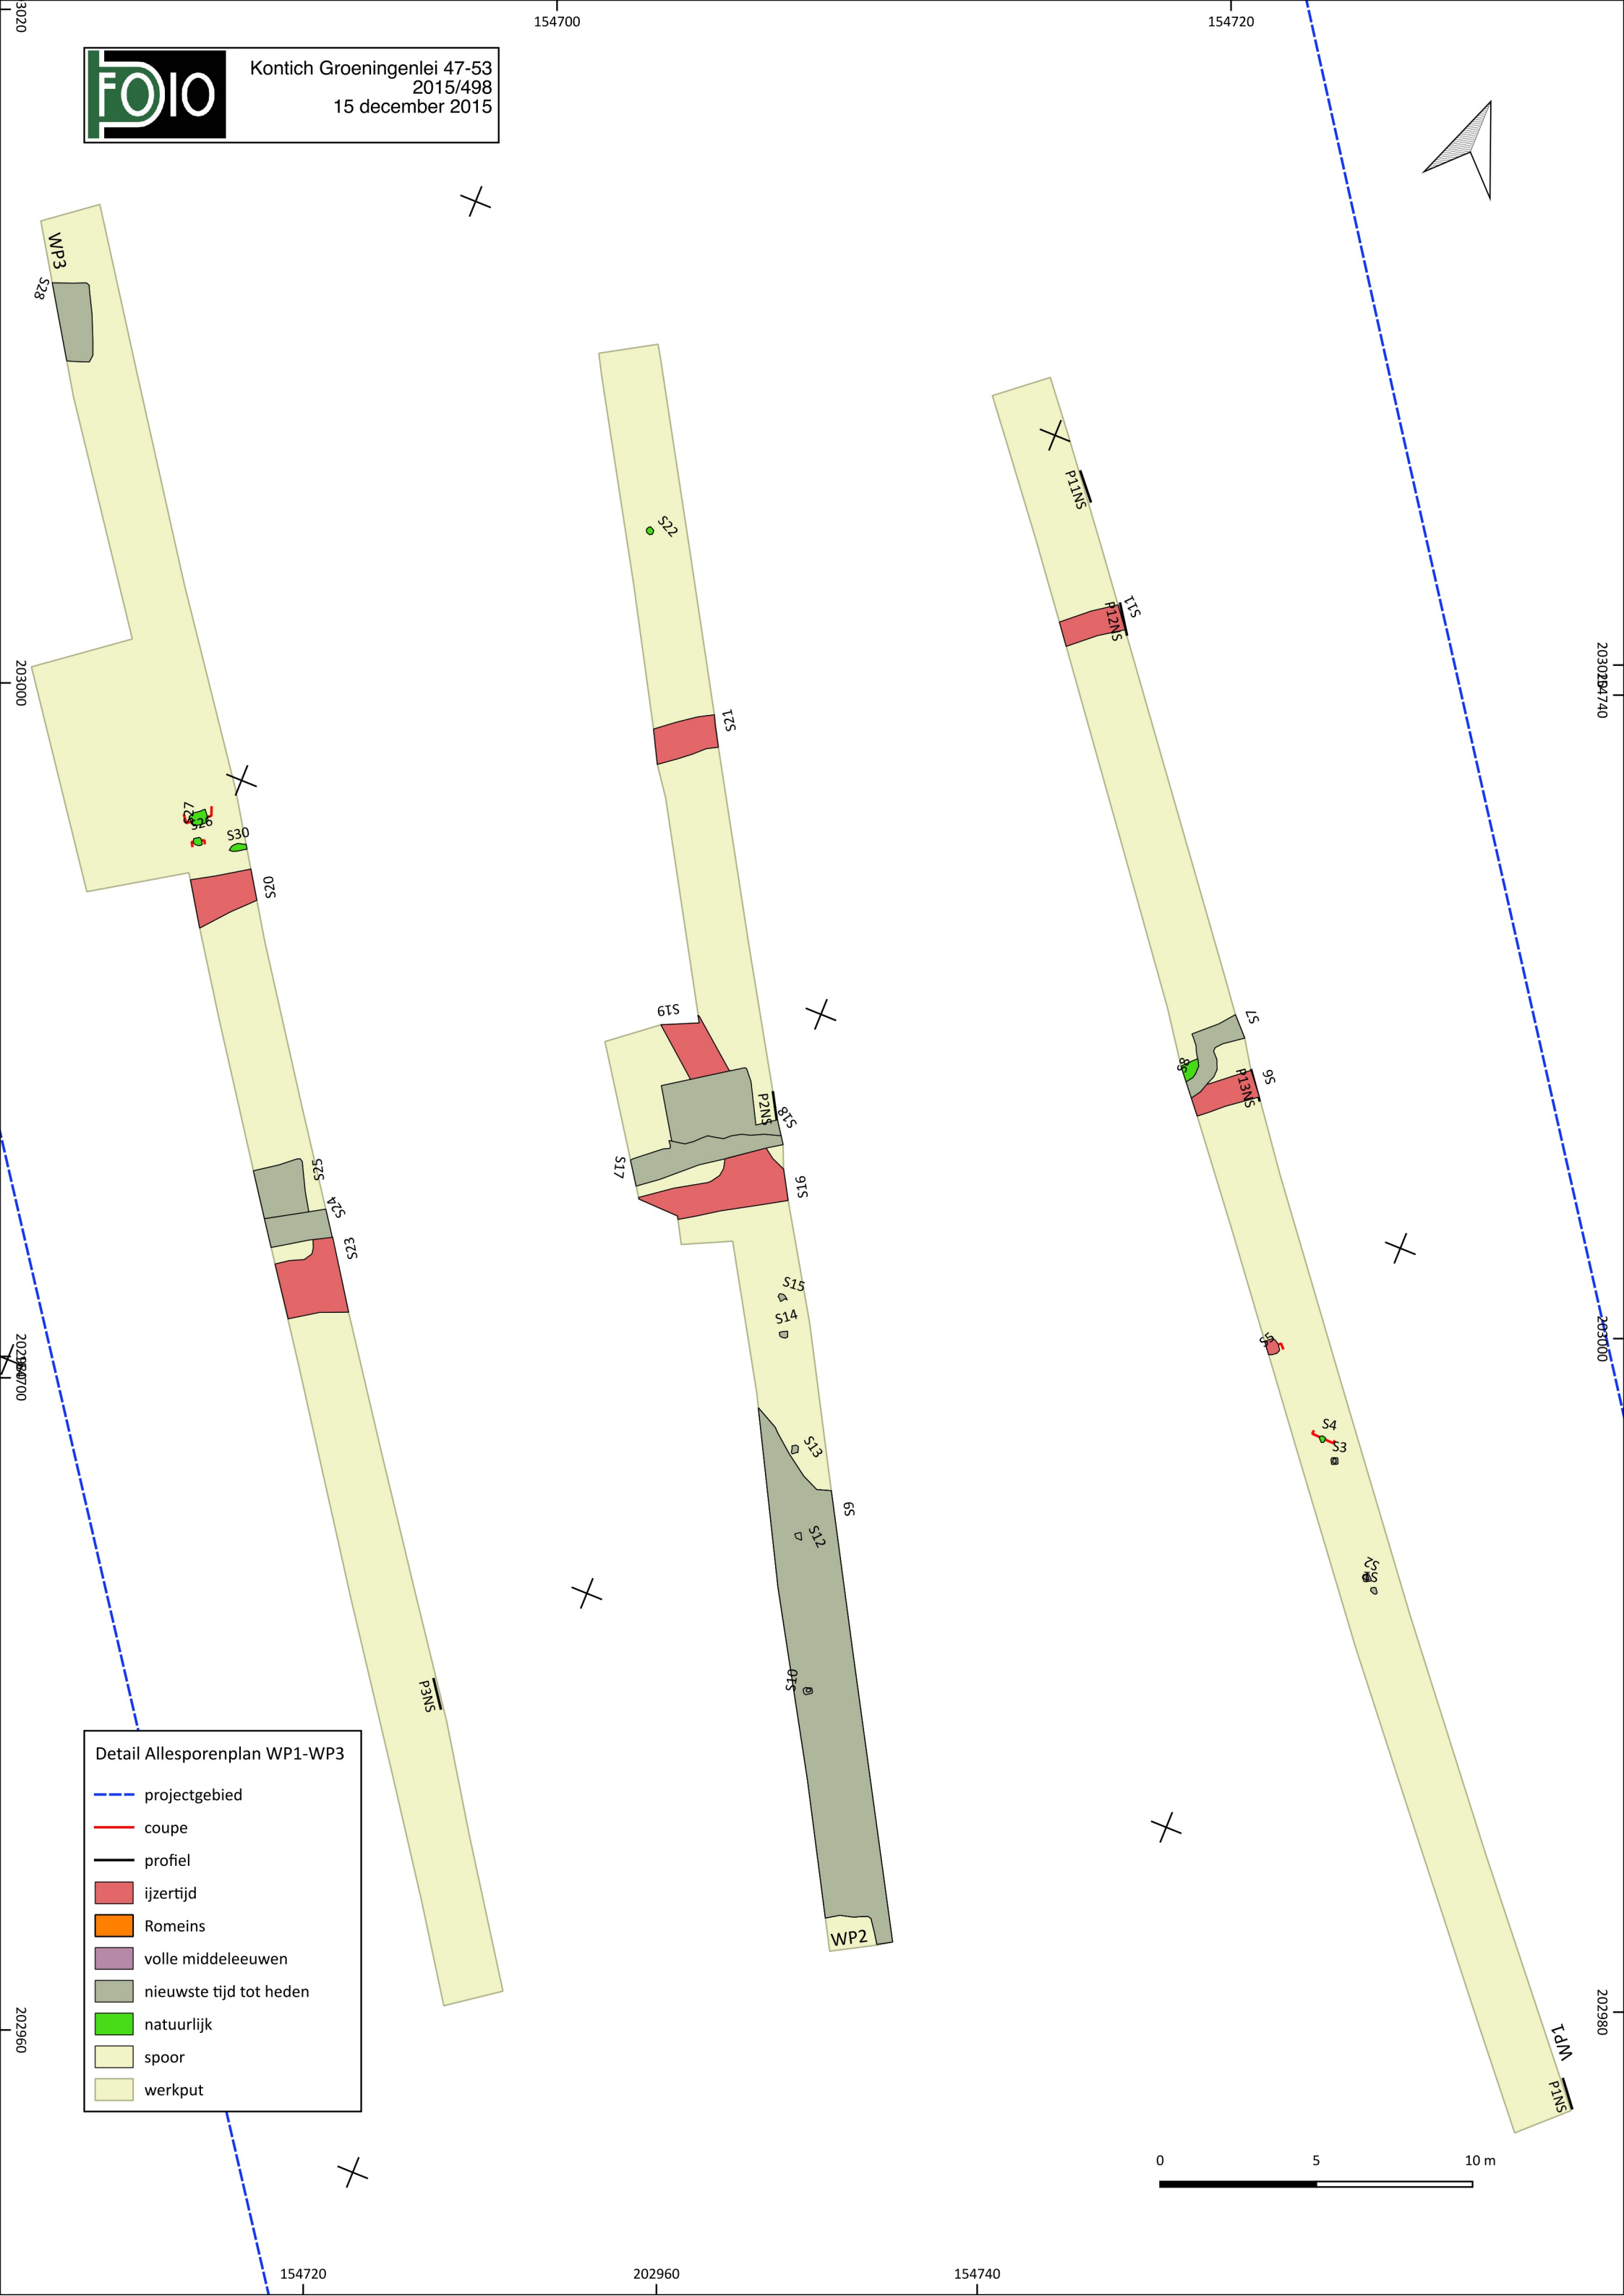 3020
154700
154720
FODIO
Kontich Groeningenlei 47-53
2015/498
15 december 2015
WP3
S28
S22
P11NS
S11
P12NS
203000
S21
154740
S27
S26
S30
S20
S19
P2NS
S18
S17
S16
S7
S8
S6
P13NS
S25
S24
S23
S15
S14
S5
203000
S4
S3
S13
S9
S12
S2
S1
S10
P3NS
Detail Allesporenplan WP1-WP3
projectgebied
coupe
profiel
ijzertijd
Romeins
volle middeleeuwen
nieuwste tijd tot heden
natuurlijk
spoor
werkput
WP2
202960
202980
WP1
P1NS
0 5 10 m
154720
202960
154740